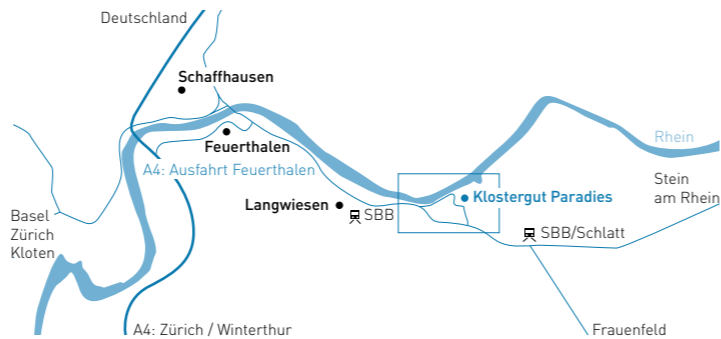 Deutschland
Schaffhausen
Feuerthalen
Rhein
A4: Ausfahrt Feuerthalen
Stein
am Rhein
Klostergut Paradies
Langwiesen
SBB
Basel
Zürich
Kloten
SBB/Schlatt
A4: Zürich / Winterthur
Frauenfeld